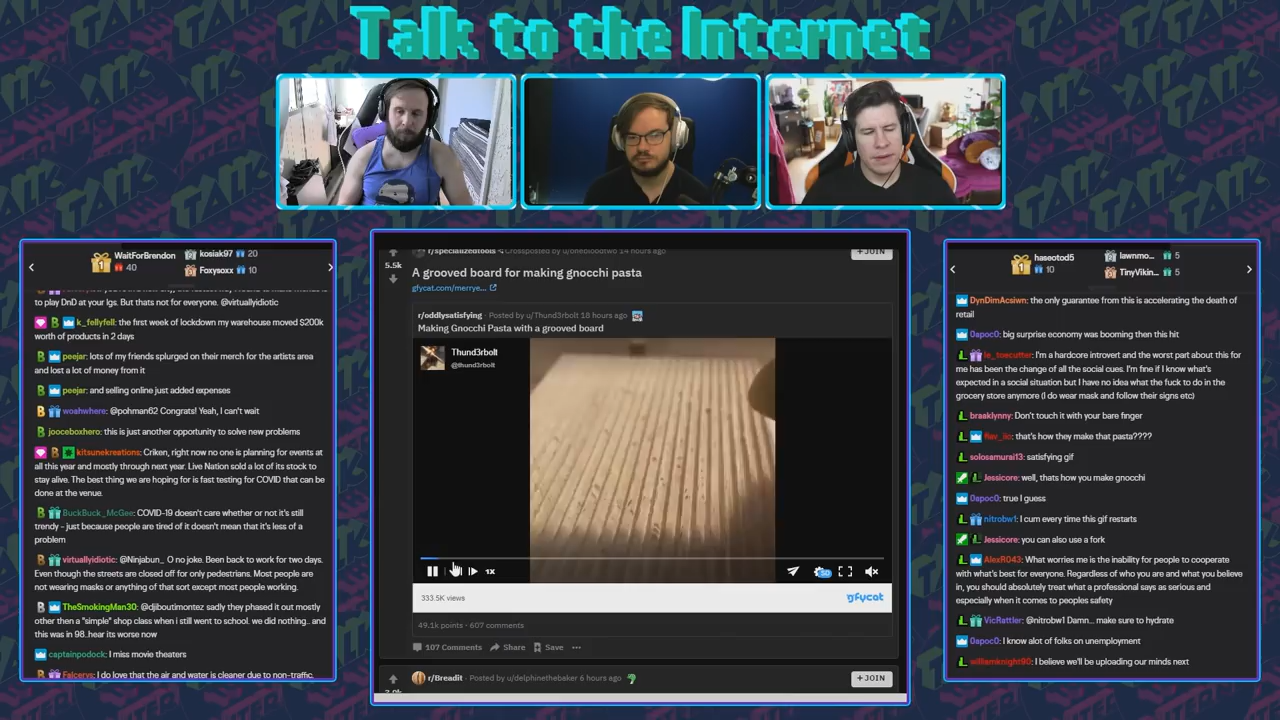 Talk to the Internet
WaitForBrendon
40
kosiak97 20
Foxysoxx 10
to play DnD at your lgs. But thats not for everyone. @virtuallyidiotic
k_fellyfell: the first week of lockdown my warehouse moved $200k
worth of products in 2 days
peejar: lots of my friends splurged on their merch for the artists area
and lost a lot of money from it
peejar: and selling online just added expenses
woahwhere: @pohman62 Congrats! Yeah, I can't wait
jooceboxhero: this is just another opportunity to solve new problems
kitsunekreations: Criken, right now no one is planning for events at
all this year and mostly through next year. Live Nation sold a lot of its stock to
stay alive. The best thing we are hoping for is fast testing for COVID that can be
done at the venue.
BuckBuck_McGee: COVID-19 doesn't care whether or not it's still
trendy - just because people are tired of it doesn't mean that it's less of a
problem
virtuallyidiotic: @Ninjabun_ O no joke. Been back to work for two days.
Even though the streets are closed off for only pedestrians. Most people are
not wearing masks or anything of that sort except most people working.
TheSmokingMan30: @djboutimontez sadly they phased it out mostly
other then a "simple" shop class when i still went to school. we did nothing.. and
this was in 98..hear its worse now
captainpodock: I miss movie theaters
Falcerys: I do love that the air and water is cleaner due to non-traffic.
r/specializedtools Crossposted by u/onebloodtwo 14 hours ago
+ JOIN
5.5k
A grooved board for making gnocchi pasta
gfycat.com/merrye...
r/oddlysatisfying · Posted by u/Thund3rbolt 18 hours ago
Making Gnocchi Pasta with a grooved board
Thund3rbolt
@thund3rbolt
1X
333.5K views
gfycat
49.1k points · 607 comments
107 Comments Share Save
r/Breadit · Posted by u/delphinethebaker 6 hours ago
+ JOIN
haseotod5
10
lawnmo... 5
TinyVikin... 5
DynDimAcsiwn: the only guarantee from this is accelerating the death of
retail
0apoc0: big surprise economy was booming then this hit
le_toecutter: I'm a hardcore introvert and the worst part about this for
me has been the change of all the social cues. I'm fine if I know what's
expected in a social situation but I have no idea what the fuck to do in the
grocery store anymore (I do wear mask and follow their signs etc)
braaklynny: Don't touch it with your bare finger
that's how they make that pasta????
solosamurai13: satisfying gif
Jessicore: well, thats how you make gnocchi
0apoc0: true I guess
nitrobw1: I cum every time this gif restarts
Jessicore: you can also use a fork
AlexR043: What worries me is the inability for people to cooperate
with what's best for everyone. Regardless of who you are and what you believe
in, you should absolutely treat what a professional says as serious and
especially when it comes to peoples safety
VicRattler: @nitrobw1 Damn... make sure to hydrate
0apoc0: I know alot of folks on unemployment
williamknight90: I believe we'll be uploading our minds next